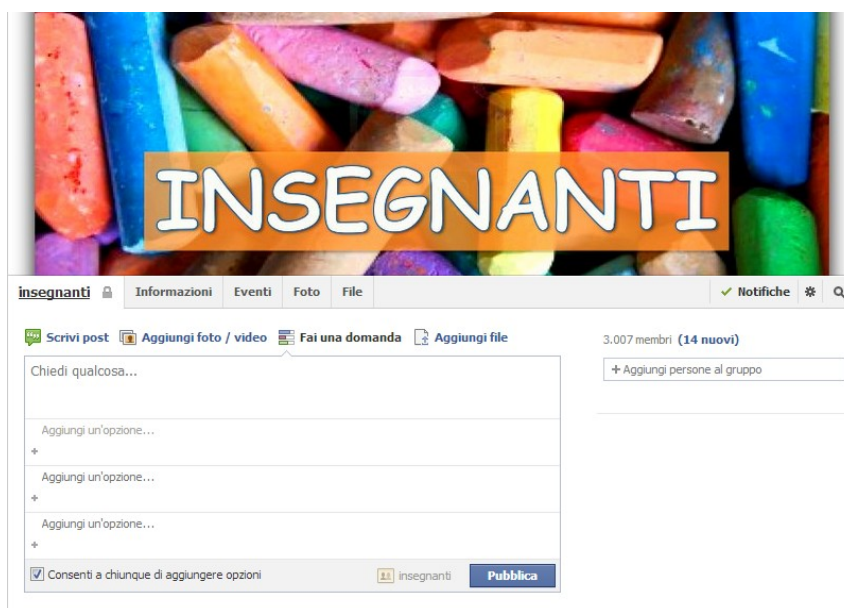 INSEGNANTI
insegnanti Informazioni Eventi Foto File Notifiche
Scrivi post Aggiungi foto / video Fai una domanda Aggiungi file
3.007 membri (14 nuovi)
Chiedi qualcosa...
+ Aggiungi persone al gruppo
Aggiungi un'opzione...
+
Aggiungi un'opzione...
+
Aggiungi un'opzione...
+
Consenti a chiunque di aggiungere opzioni insegnanti Pubblica